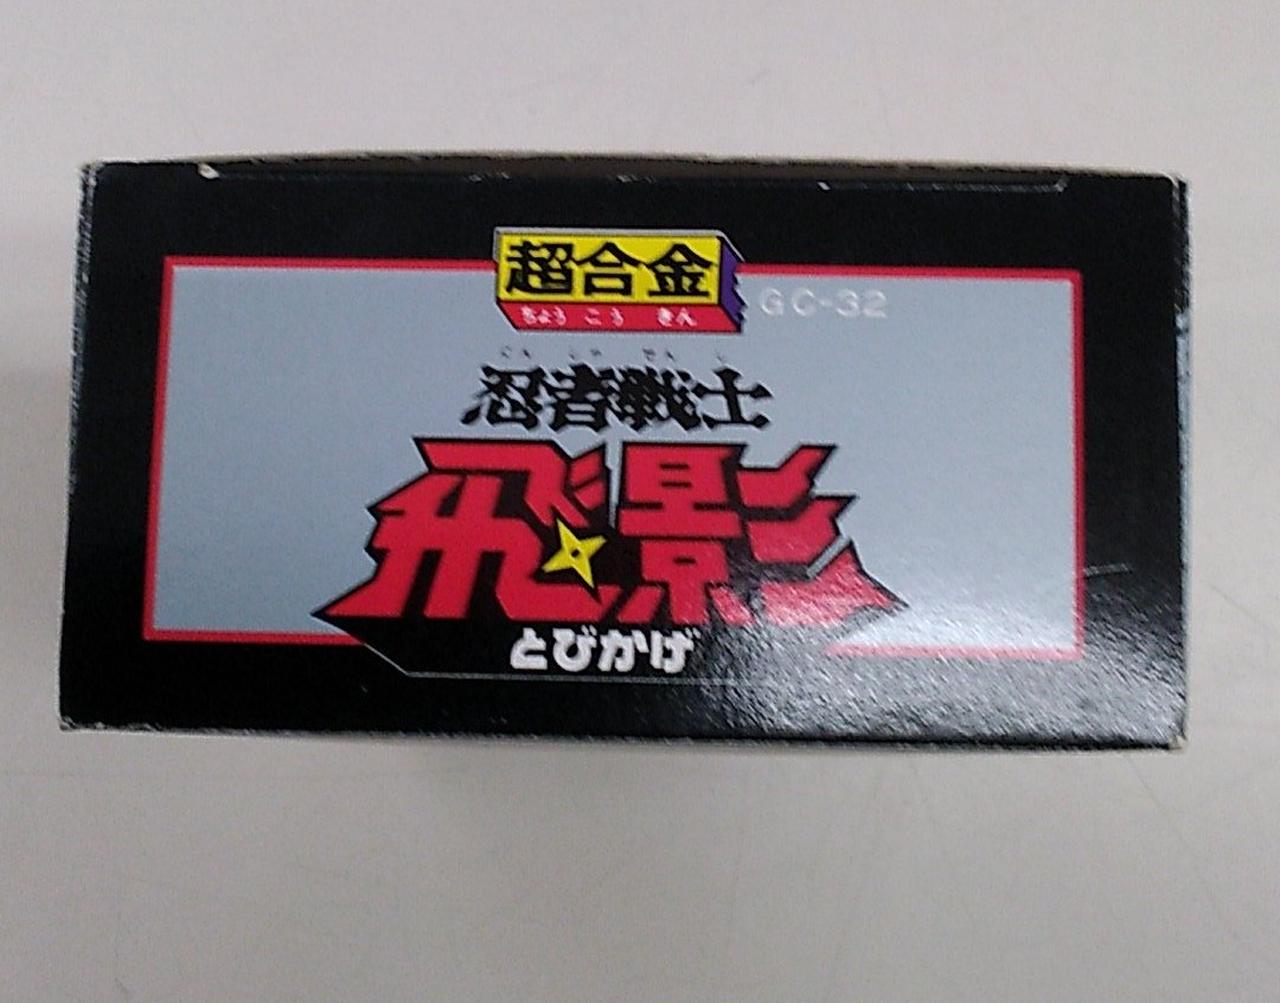 超合金
ちょうこうきん
GC-32
にんじゃせんし
忍者戦士
飛影
とびかげ